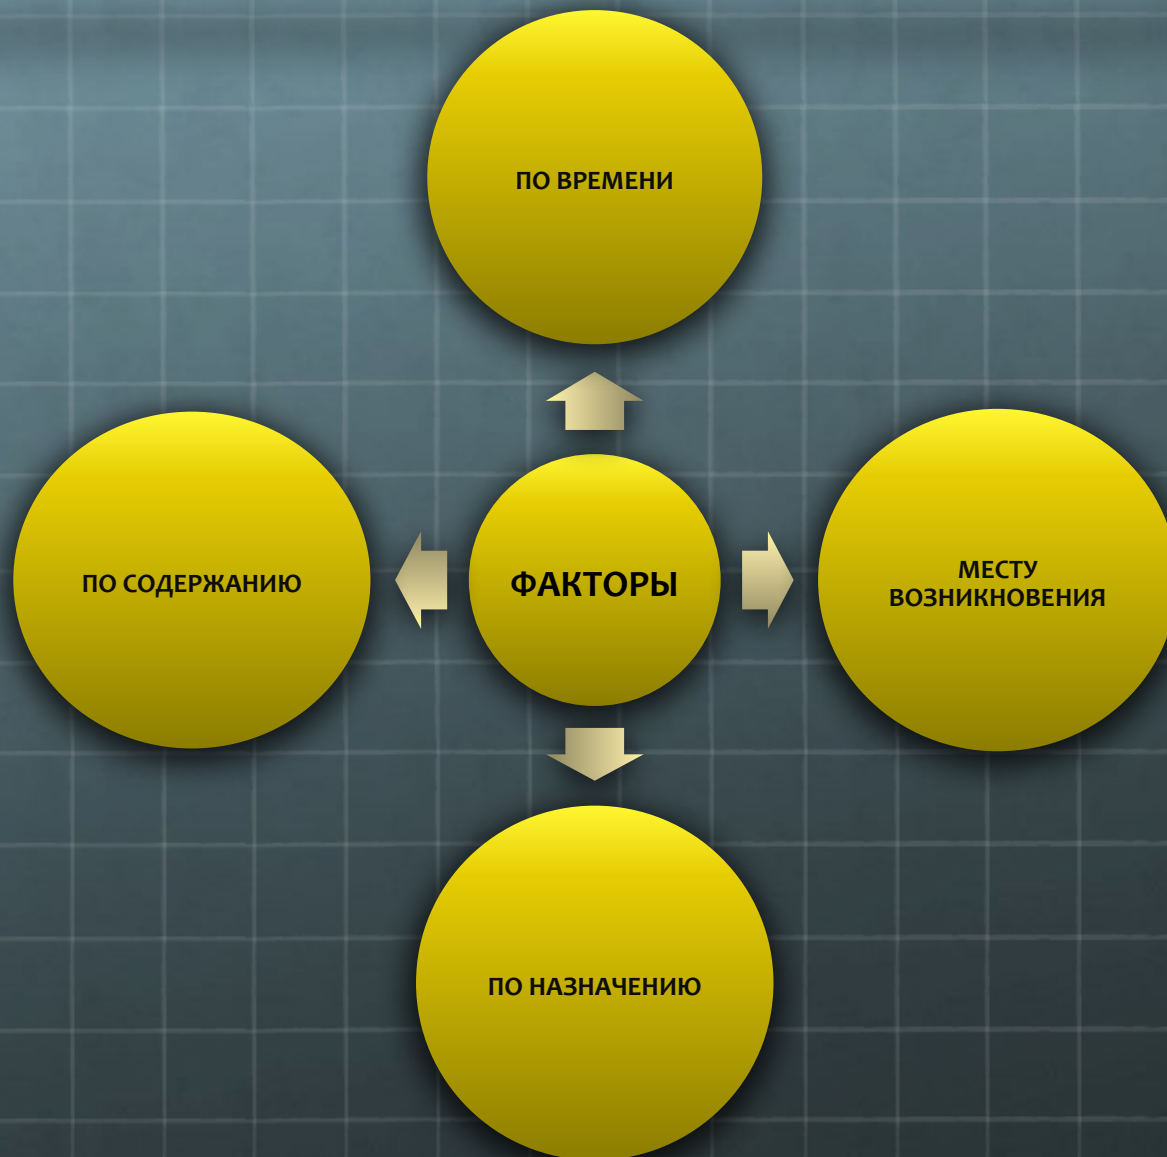 ПО ВРЕМЕНИ
ПО СОДЕРЖАНИЮ
ФАКТОРЫ
МЕСТУ
ВОЗНИКНОВЕНИЯ
ПО НАЗНАЧЕНИЮ